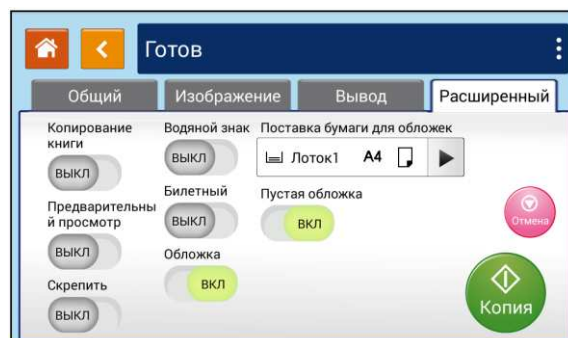 Готов
Общий
Изображение
Вывод
Расширенный
Копирование
книги
ВЫКЛ
Предварительны
й просмотр
ВЫКЛ
Скрепить
ВЫКЛ
Водяной знак
ВЫКЛ
Билетный
ВЫКЛ
Обложка
ВКЛ
Поставка бумаги для обложек
Лоток1 A4
Пустая обложка
ВКЛ
Отмена
Копия